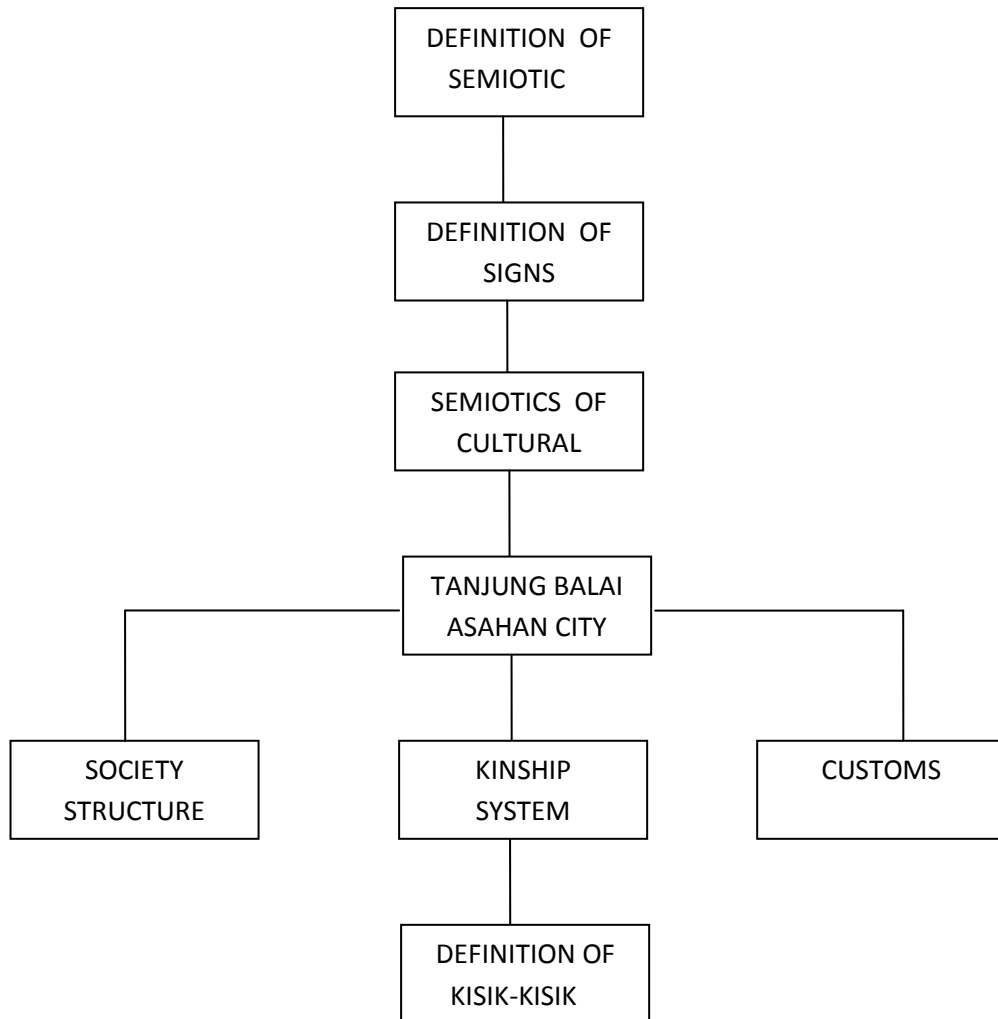 DEFINITION OF
SEMIOTIC
DEFINITION OF
SIGNS
SEMIOTICS OF
CULTURAL
TANJUNG BALAI
ASAHAN CITY
SOCIETY
STRUCTURE
KINSHIP
SYSTEM
CUSTOMS
DEFINITION OF
KISIK-KISIK